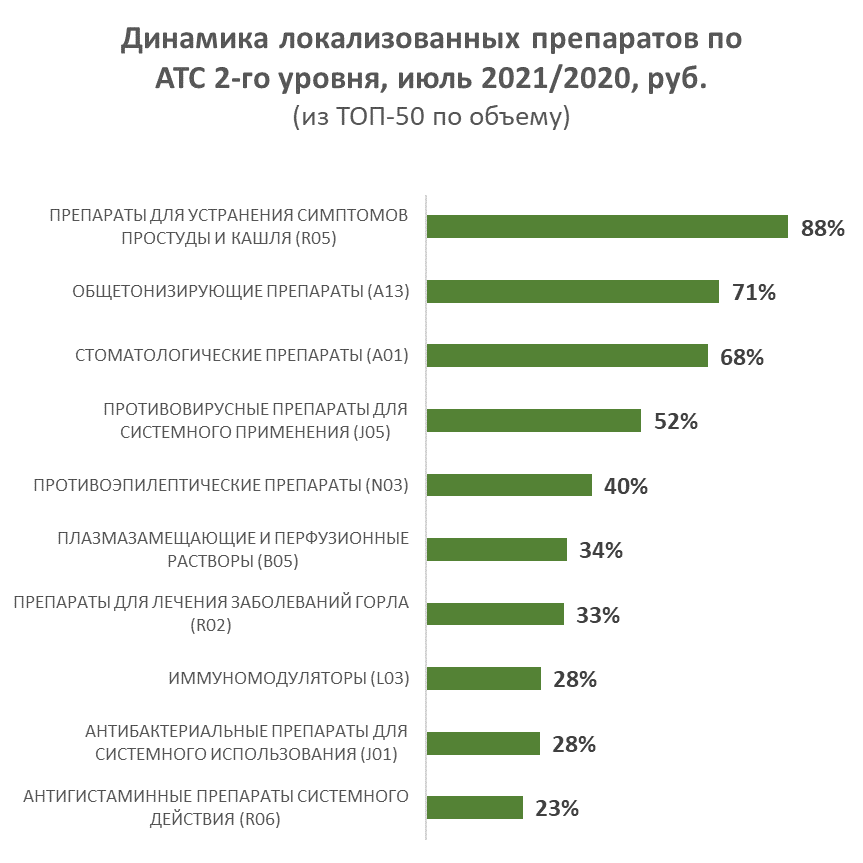 Динамика локализованных препаратов по
АТС 2-го уровня, июль 2021/2020, руб.
(из ТОП-50 по объему)
ПРЕПАРАТЫ ДЛЯ УСТРАНЕНИЯ СИМПТОМОВ
ПРОСТУДЫ И КАШЛЯ (R05)
88%
ОБЩЕТОНИЗИРУЮЩИЕ ПРЕПАРАТЫ (A13)
71%
СТОМАТОЛОГИЧЕСКИЕ ПРЕПАРАТЫ (A01)
68%
ПРОТИВОВИРУСНЫЕ ПРЕПАРАТЫ ДЛЯ
СИСТЕМНОГО ПРИМЕНЕНИЯ (J05)
52%
ПРОТИВОЭПИЛЕПТИЧЕСКИЕ ПРЕПАРАТЫ (N03)
40%
ПЛАЗМАЗАМЕЩАЮЩИЕ И ПЕРФУЗИОННЫЕ
РАСТВОРЫ (B05)
34%
ПРЕПАРАТЫ ДЛЯ ЛЕЧЕНИЯ ЗАБОЛЕВАНИЙ ГОРЛА
(R02)
33%
ИММУНОМОДУЛЯТОРЫ (L03)
28%
АНТИБАКТЕРИАЛЬНЫЕ ПРЕПАРАТЫ ДЛЯ
СИСТЕМНОГО ИСПОЛЬЗОВАНИЯ (J01)
28%
АНТИГИСТАМИННЫЕ ПРЕПАРАТЫ СИСТЕМНОГО
ДЕЙСТВИЯ (R06)
23%